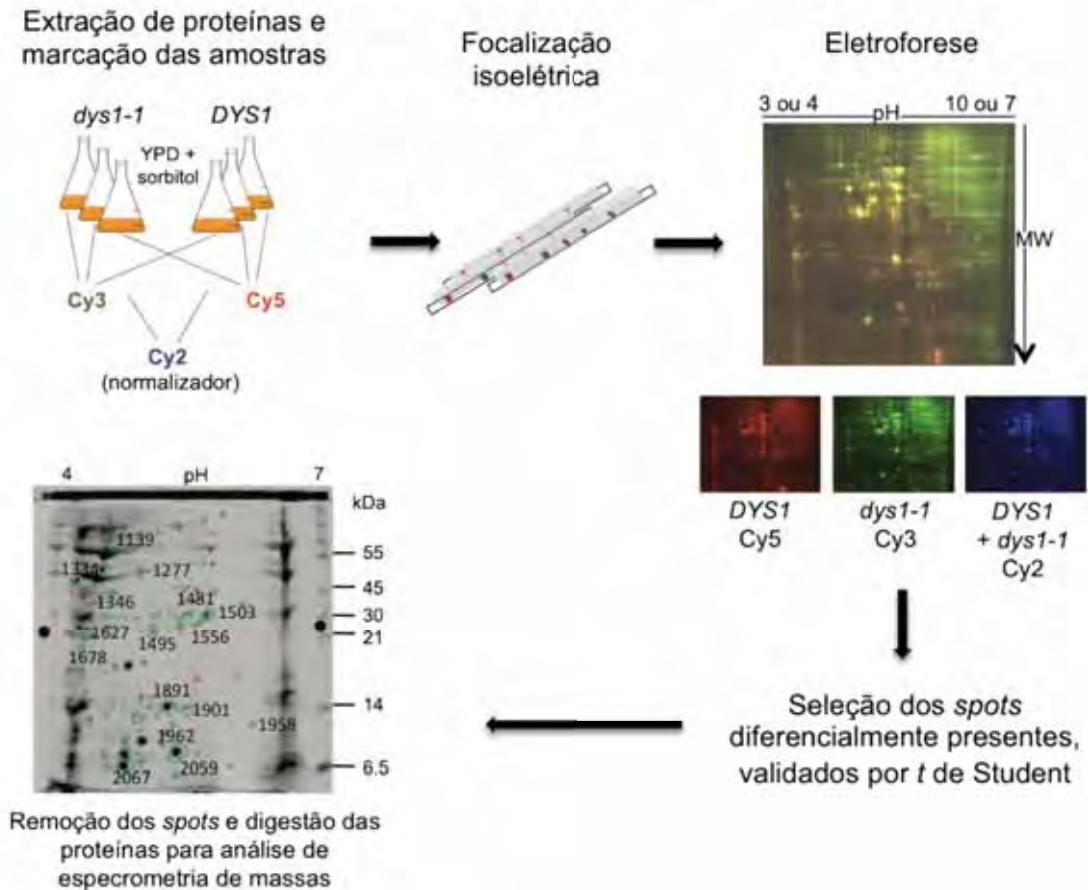 Extração de proteínas e
marcação das amostras
dys1-1
DYS1
YPD +
sorbitol
Cy3
Cy5
Cy2
(normalizador)
Focalização
isoelétrica
Eletroforese
3 ou 4
pH
10 ou 7
MW
DYS1
Cy5
dys1-1
Cy3
DYS1
+ dys1-1
Cy2
Seleção dos spots
diferencialmente presentes,
validados por t de Student
4
pH
7
kDa
1139
1277
55
45
1346
1481
1503
30
1627
1495
1556
21
1678
1891
1901
1958
14
1962
2067
2059
6.5
Remoção dos spots e digestão das
proteínas para análise de
especrometria de massas